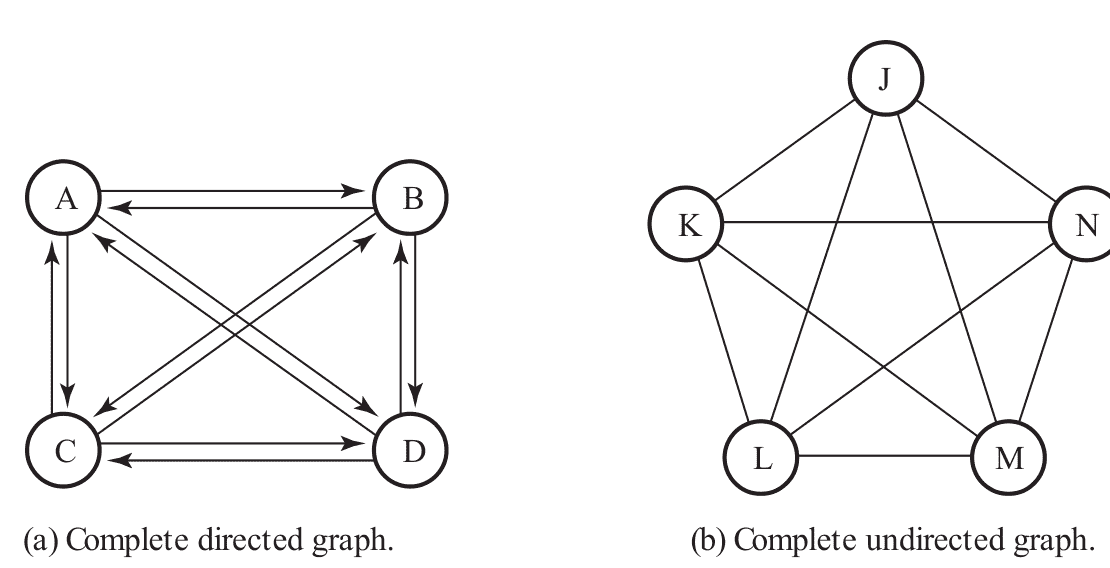 J
A
B
K
N
C
D
L
M
(a) Complete directed graph.
(b) Complete undirected graph.